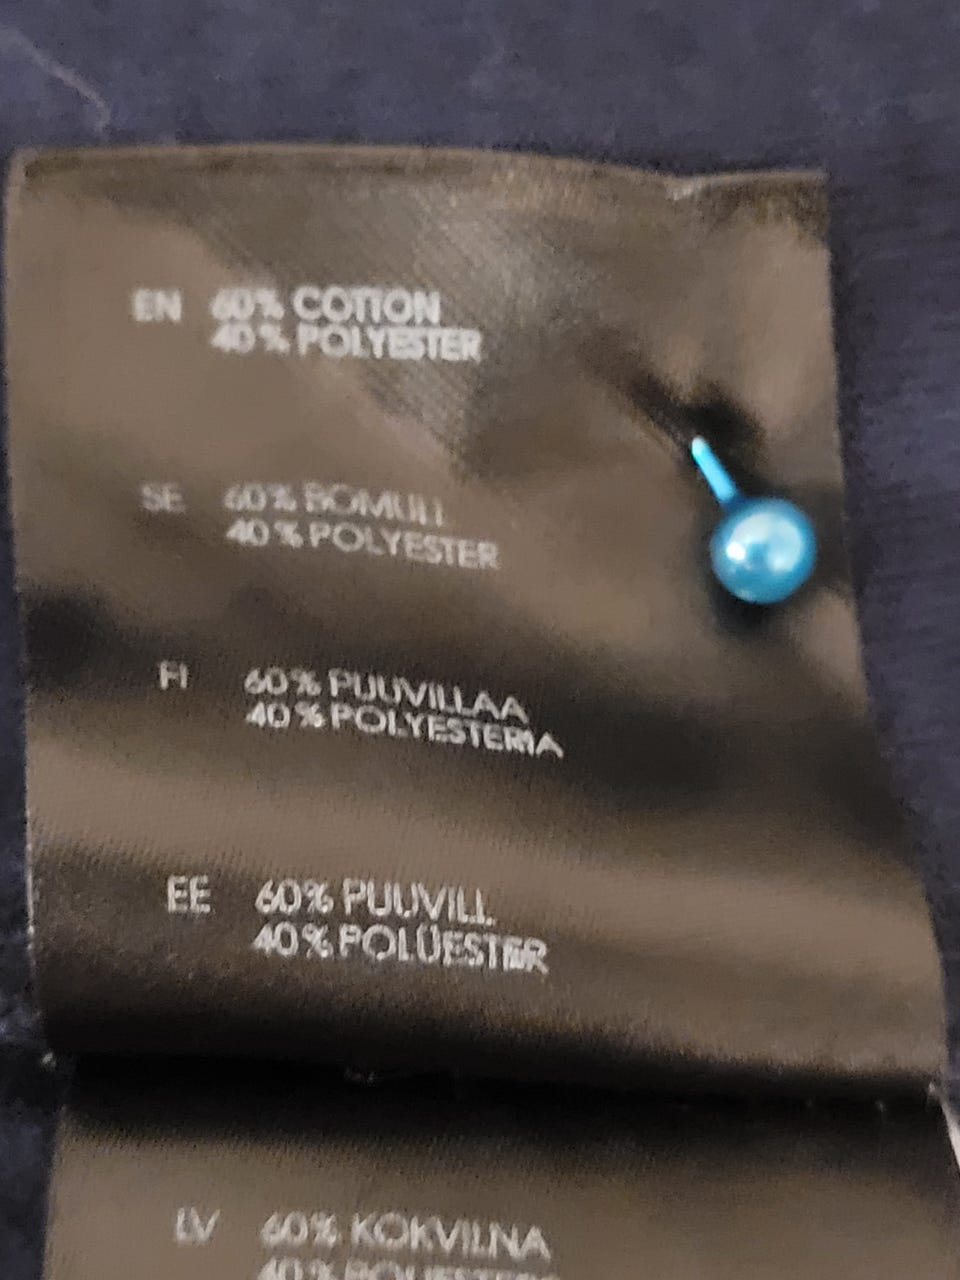 EN 60% COTTON
40% POLYESTER
SE 60% BOMULL
40% POLYESTER
FI 60% PUUVILLAA
40% POLYESTERIA
EE 60% PUUVILL
40% POLÜESTER
LV 60% KOKVILNA
40%